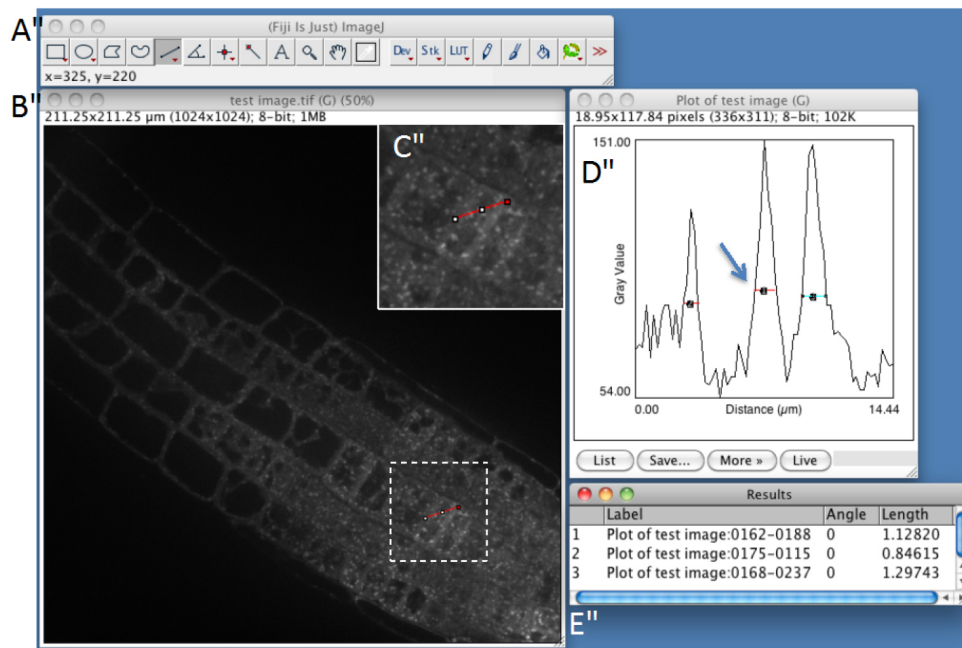 A"
(Fiji Is Just) ImageJ
A Dev Stk LUT >>
x=325, y=220
B"
test image.tif (G) (50%)
211.25x211.25 µm (1024x1024); 8-bit; 1MB
C"
Plot of test image (G)
18.95x117.84 pixels (336x311); 8-bit; 102K
151.00
D"
Gray Value
54.00
0.00 Distance (µm) 14.44
List Save... More » Live
Results
Label Angle Length
1 Plot of test image:0162-0188 0 1.12820
2 Plot of test image:0175-0115 0 0.84615
3 Plot of test image:0168-0237 0 1.29743
E"